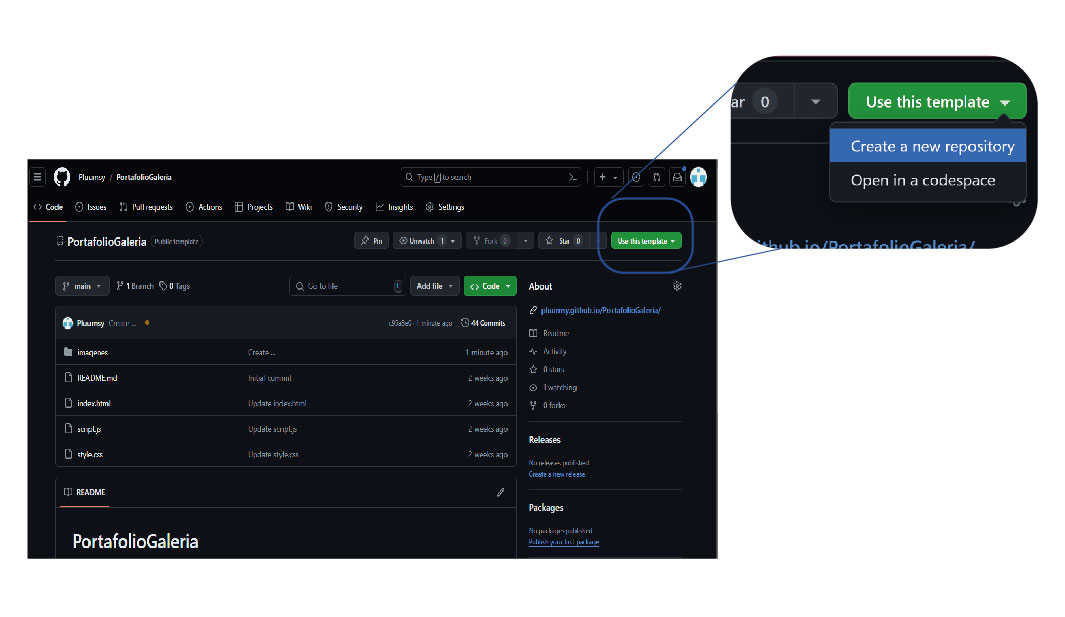 ar 0
Use this template
Create a new repository
Open in a codespace
github.io/PortafolioGaleria/
Pluumsy / PortafolioGaleria
Type / to search
Code Issues Pull requests Actions Projects Wiki Security Insights Settings
PortafolioGaleria Public template
Pin Unwatch 1 Fork 0 Star 0 Use this template
main 1 Branch 0 Tags
Go to file
Add file
Code
About
pluumsy.github.io/PortafolioGaleria/
Pluumsy Create ... 1 minute ago 44 Commits
imagenes Create ... 1 minute ago
README.md Initial commit 2 weeks ago
index.html Update index.html 2 weeks ago
script.js Update script.js 2 weeks ago
style.css Update style.css 2 weeks ago
Readme
Activity
0 stars
1 watching
0 forks
Releases
No releases published
Create a new release
Packages
No packages published
Publish your first package
README
PortafolioGaleria